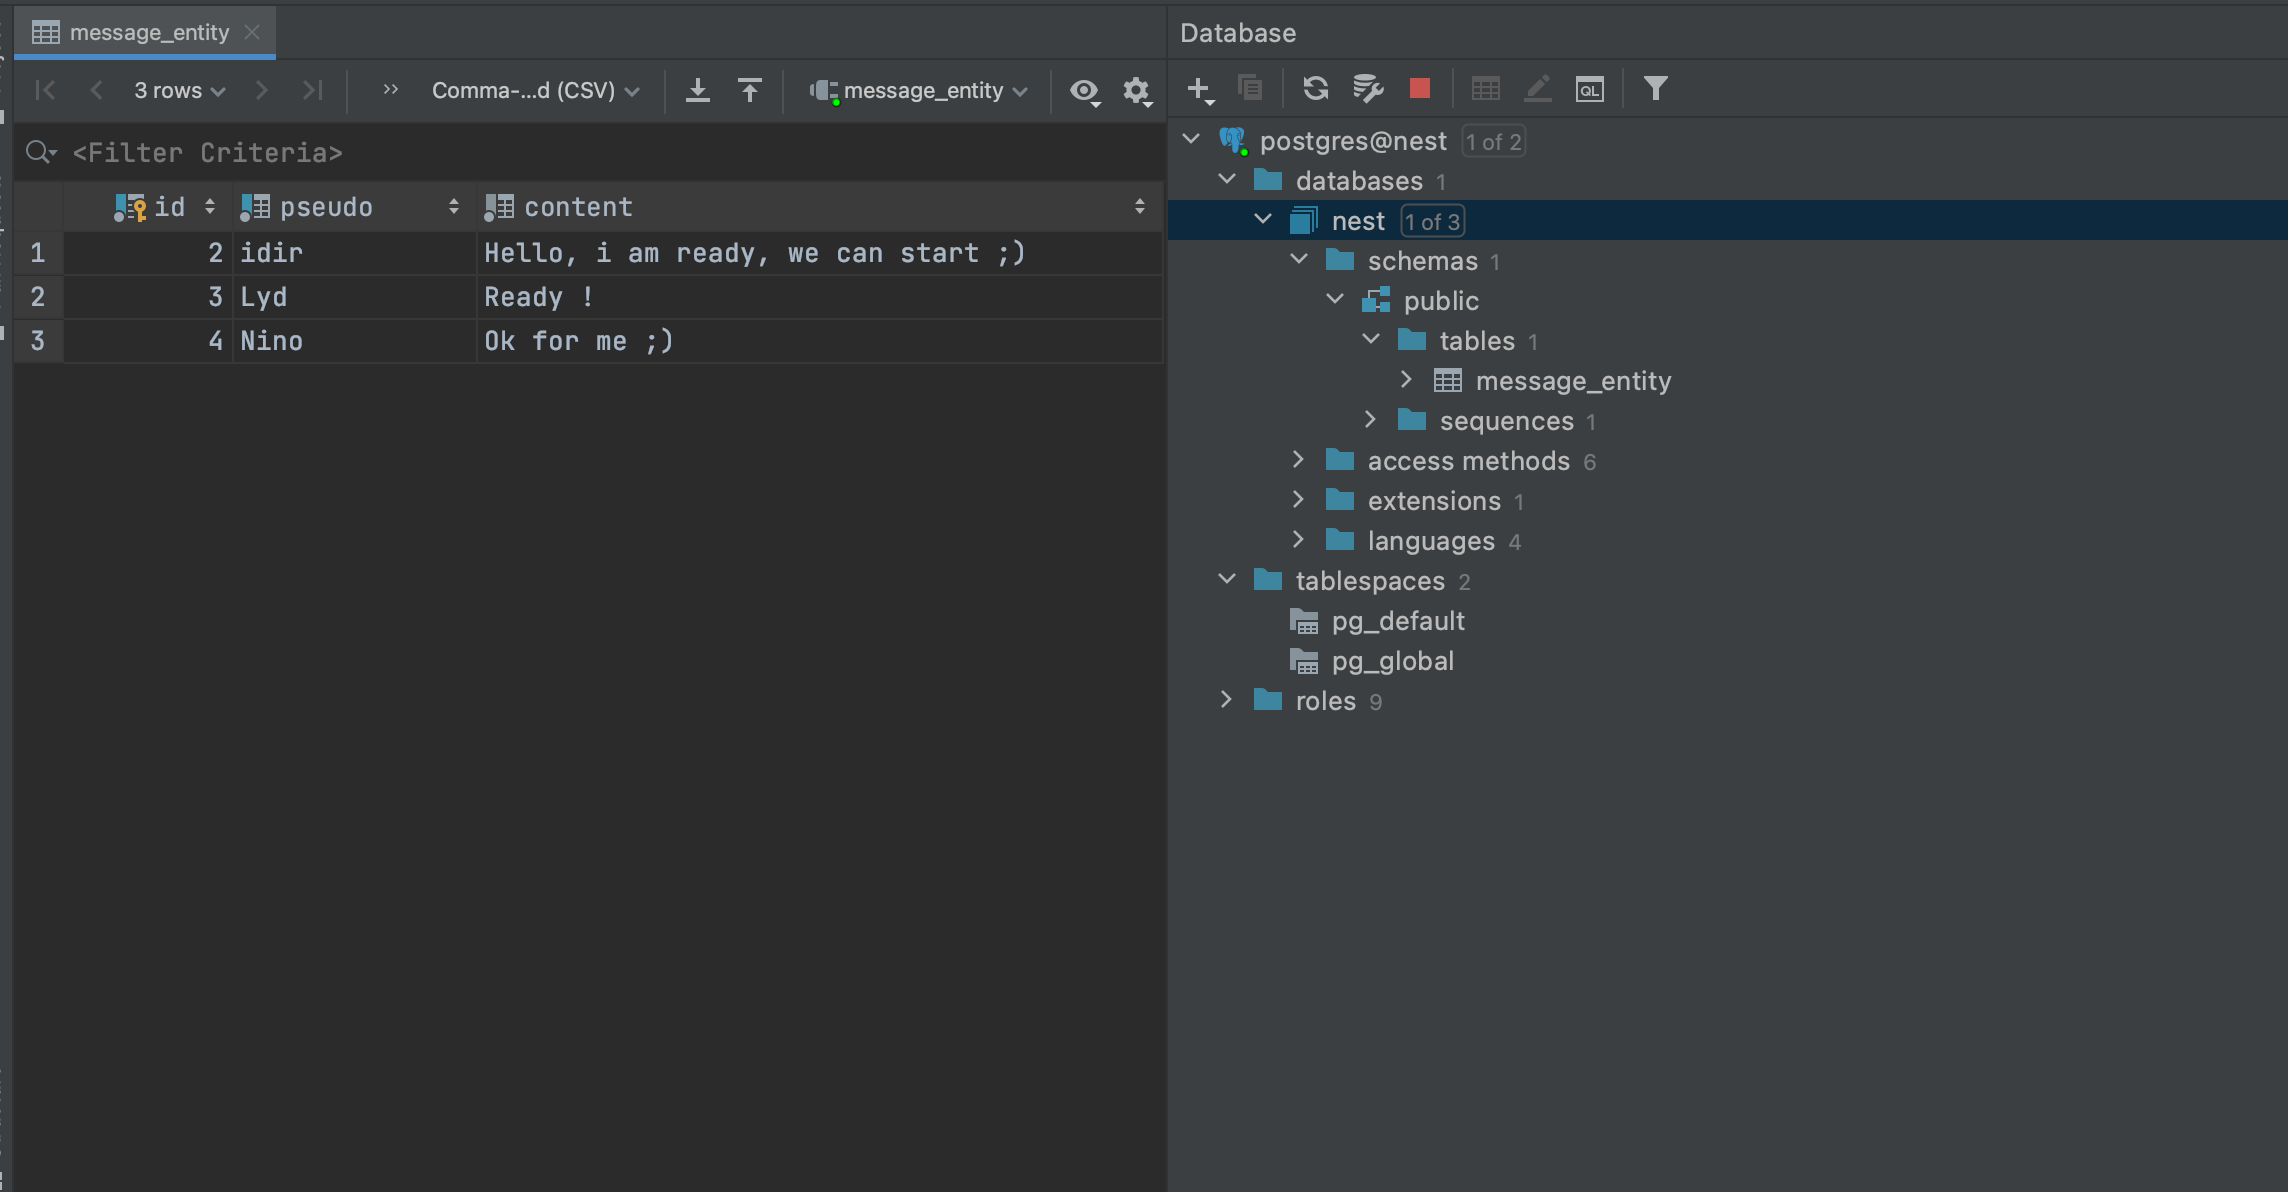 message_entity
3 rows
Comma-...d (CSV)
message_entity
<Filter Criteria>
id pseudo content
1 2 idir Hello, i am ready, we can start ;)
2 3 Lyd Ready !
3 4 Nino Ok for me ;)
Database
QL
postgres@nest 1 of 2
databases 1
nest 1 of 3
schemas 1
public
tables 1
message_entity
sequences 1
access methods 6
extensions 1
languages 4
tablespaces 2
pg_default
pg_global
roles 9